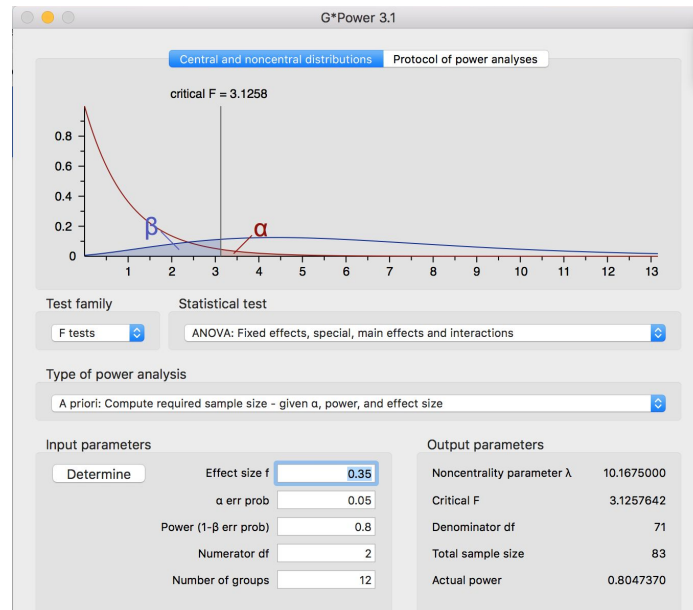 G*Power 3.1
Central and noncentral distributions Protocol of power analyses
critical F = 3.1258
0.8
0.6
0.4
0.2
0
β
α
1 2 3 4 5 6 7 8 9 10 11 12 13
Test family Statistical test
F tests ANOVA: Fixed effects, special, main effects and interactions
Type of power analysis
A priori: Compute required sample size - given α, power, and effect size
Input parameters Output parameters
Determine Effect size f 0.35 Noncentrality parameter λ 10.1675000
α err prob 0.05 Critical F 3.1257642
Power (1-β err prob) 0.8 Denominator df 71
Numerator df 2 Total sample size 83
Number of groups 12 Actual power 0.8047370